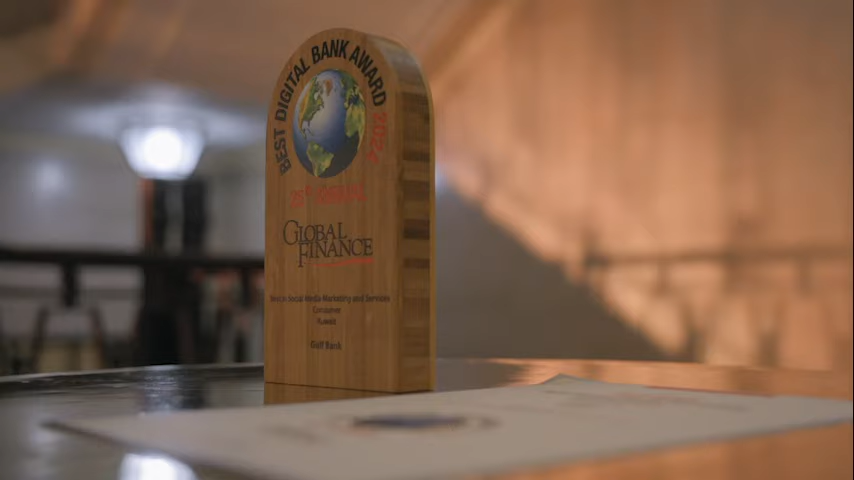 BEST DIGITAL BANK AWARD 2024
25th ANNUAL
GLOBAL
FINANCE
Best in Social Media Marketing and Services
Consumer
Kuwait
Gulf Bank